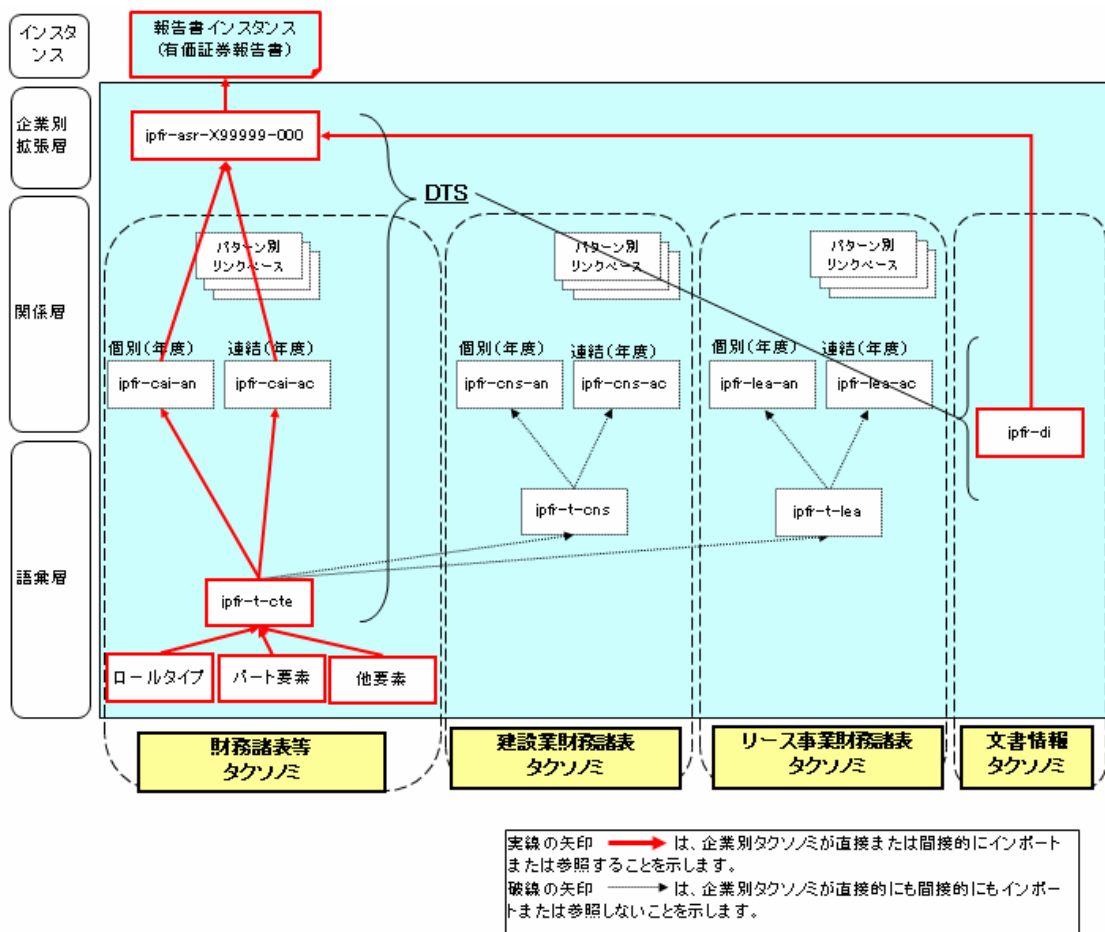 インスタ
ンス
報告書インスタンス
(有価証券報告書)
企業別
拡張層
jpfr-asr-X99999-000
DTS
関係層
パターン別
リンクベース
パターン別
リンクベース
パターン別
リンクベース
個別(年度)
連結(年度)
個別(年度)
連結(年度)
個別(年度)
連結(年度)
jpfr-cai-an
jpfr-cai-ac
jpfr-cns-an
jpfr-cns-ac
jpfr-lea-an
jpfr-lea-ac
jpfr-di
語彙層
jpfr-t-cns
jpfr-t-lea
jpfr-t-cte
ロールタイプ
パート要素
他要素
財務諸表等
タクソノミ
建設業財務諸表
タクソノミ
リース事業財務諸表
タクソノミ
文書情報
タクソノミ
実線の矢印 は、企業別タクソノミが直接または間接的にインポート
または参照することを示します。
破線の矢印 は、企業別タクソノミが直接的にも間接的にもインポー
トまたは参照しないことを示します。